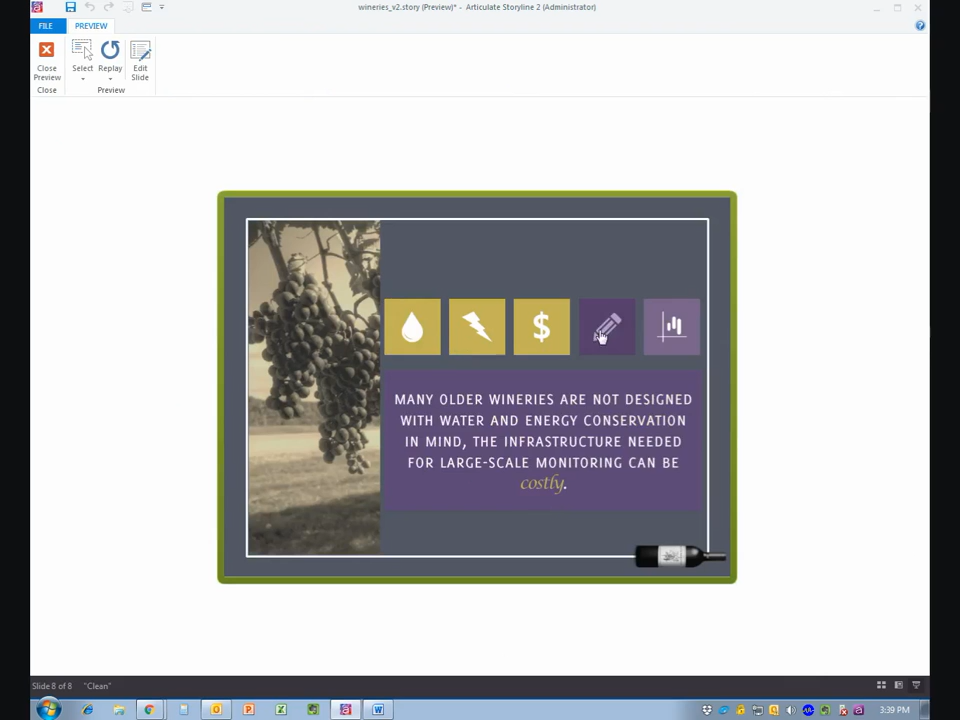 wineries_v2.story (Preview)* - Articulate Storyline 2 (Administrator)
FILE
PREVIEW
Close Preview
Select
Replay
Edit Slide
Close
Preview
$
MANY OLDER WINERIES ARE NOT DESIGNED
WITH WATER AND ENERGY CONSERVATION
IN MIND, THE INFRASTRUCTURE NEEDED
FOR LARGE-SCALE MONITORING CAN BE
costly.
Slide 8 of 8
"Clean"
3:39 PM